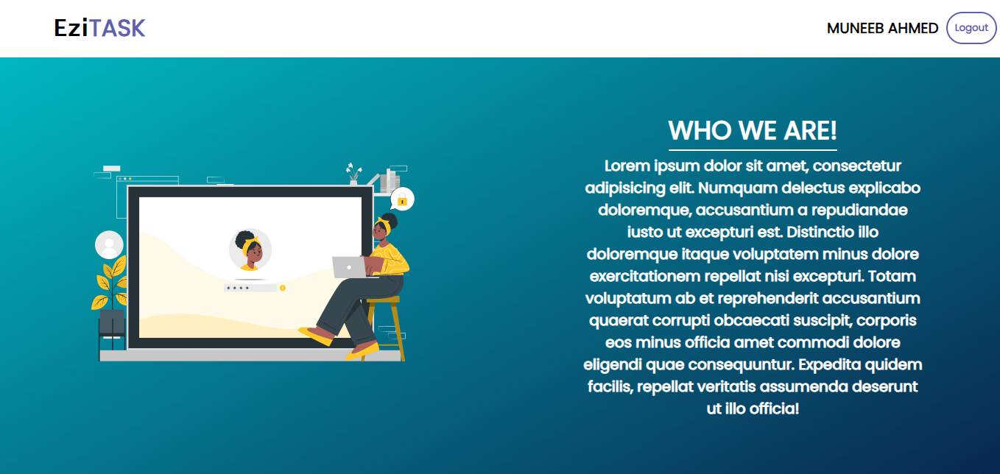 EziTASK
MUNEEB AHMED
Logout
WHO WE ARE!
Lorem ipsum dolor sit amet, consectetur
adipisicing elit. Numquam delectus explicabo
doloremque, accusantium a repudiandae
iusto ut excepturi est. Distinctio illo
doloremque itaque voluptatem minus dolore
exercitationem repellat nisi excepturi. Totam
voluptatum ab et reprehenderit accusantium
quaerat corrupti obcaecati suscipit, corporis
eos minus officia amet commodi dolore
eligendi quae consequuntur. Expedita quidem
facilis, repellat veritatis assumenda deserunt
ut illo officia!